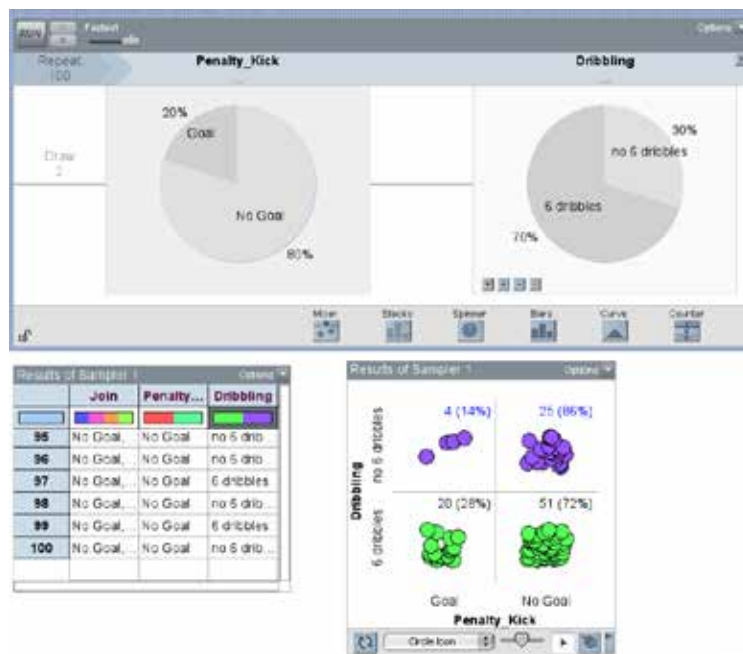 RUN Fastest Options
Repeat 100 Penalty_Kick Dribbling
20%
Goal
No Goal
80%
30%
no 6 dribbles
6 dribbles
70%
Draw
2
Mixer Stacks Spinner Bars Curve Counter
Results of Sampler 1 Options
Join Penalty... Dribbling
95 No Goal,... No Goal no 6 drib...
96 No Goal,... No Goal no 6 drib...
97 No Goal,... No Goal 6 dribbles
98 No Goal,... No Goal no 6 drib...
99 No Goal,... No Goal 6 dribbles
100 No Goal,... No Goal no 6 drib...
Results of Sampler 1 Options
4 (14%) 25 (86%)
no 6 dribbles
Dribbling
20 (28%) 51 (72%)
6 dribbles
Goal No Goal
Penalty_Kick
Circle Icon